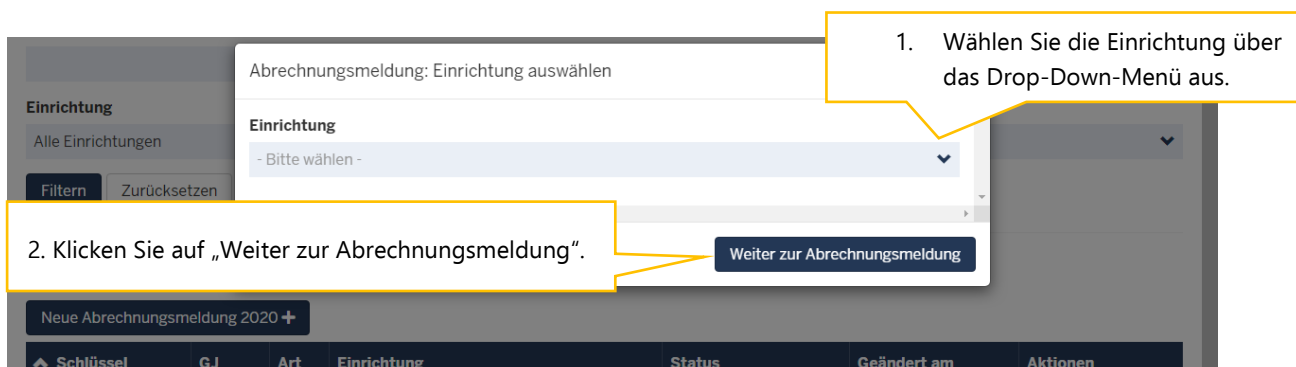 1. Wählen Sie die Einrichtung über
das Drop-Down-Menü aus.
Abrechnungsmeldung: Einrichtung auswählen
Einrichtung
Einrichtung
Alle Einrichtungen
- Bitte wählen -
Filtern Zurücksetzen
2. Klicken Sie auf „Weiter zur Abrechnungsmeldung“.
Weiter zur Abrechnungsmeldung
Neue Abrechnungsmeldung 2020 +
Schlüssel GJ Art Einrichtung Status Geändert am Aktionen